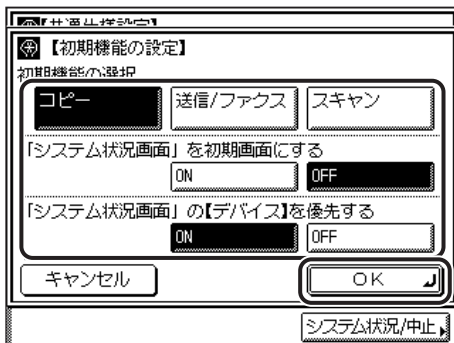 【初期機能の設定】
初期機能の選択
コピー 送信/ファクス スキャン
「システム状況画面」を初期画面にする
ON OFF
「システム状況画面」の【デバイス】を優先する
ON OFF
キャンセル OK
システム状況/中止